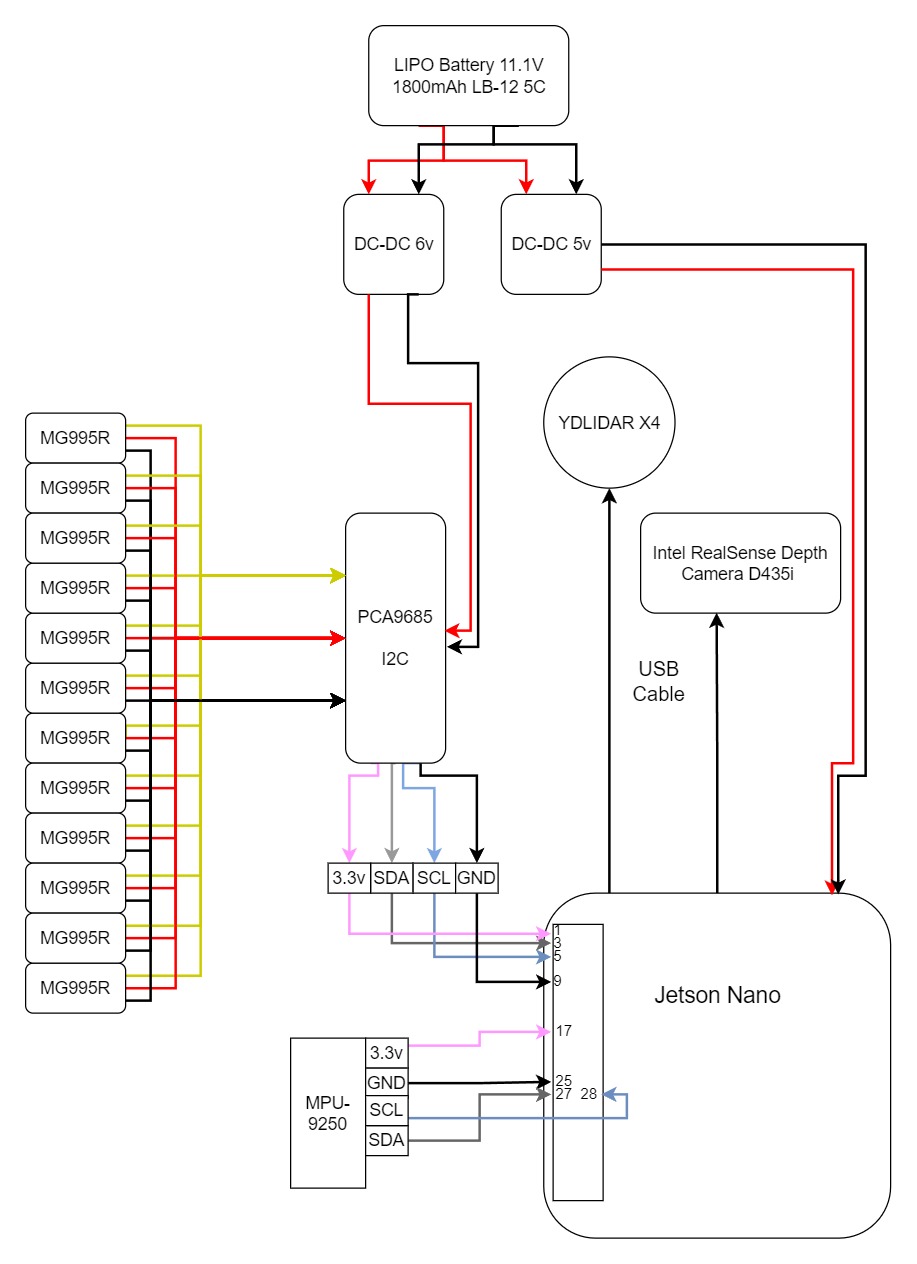 LIPO Battery 11.1V
1800mAh LB-12 5C
DC-DC 6v
DC-DC 5v
YDLIDAR X4
Intel RealSense Depth
Camera D435i
USB
Cable
MG995R
MG995R
MG995R
MG995R
MG995R
MG995R
MG995R
MG995R
MG995R
MG995R
MG995R
MG995R
PCA9685
I2C
3.3v
SDA
SCL
GND
Jetson Nano
1
3
5
9
17
25
27
28
MPU-
9250
3.3v
GND
SCL
SDA